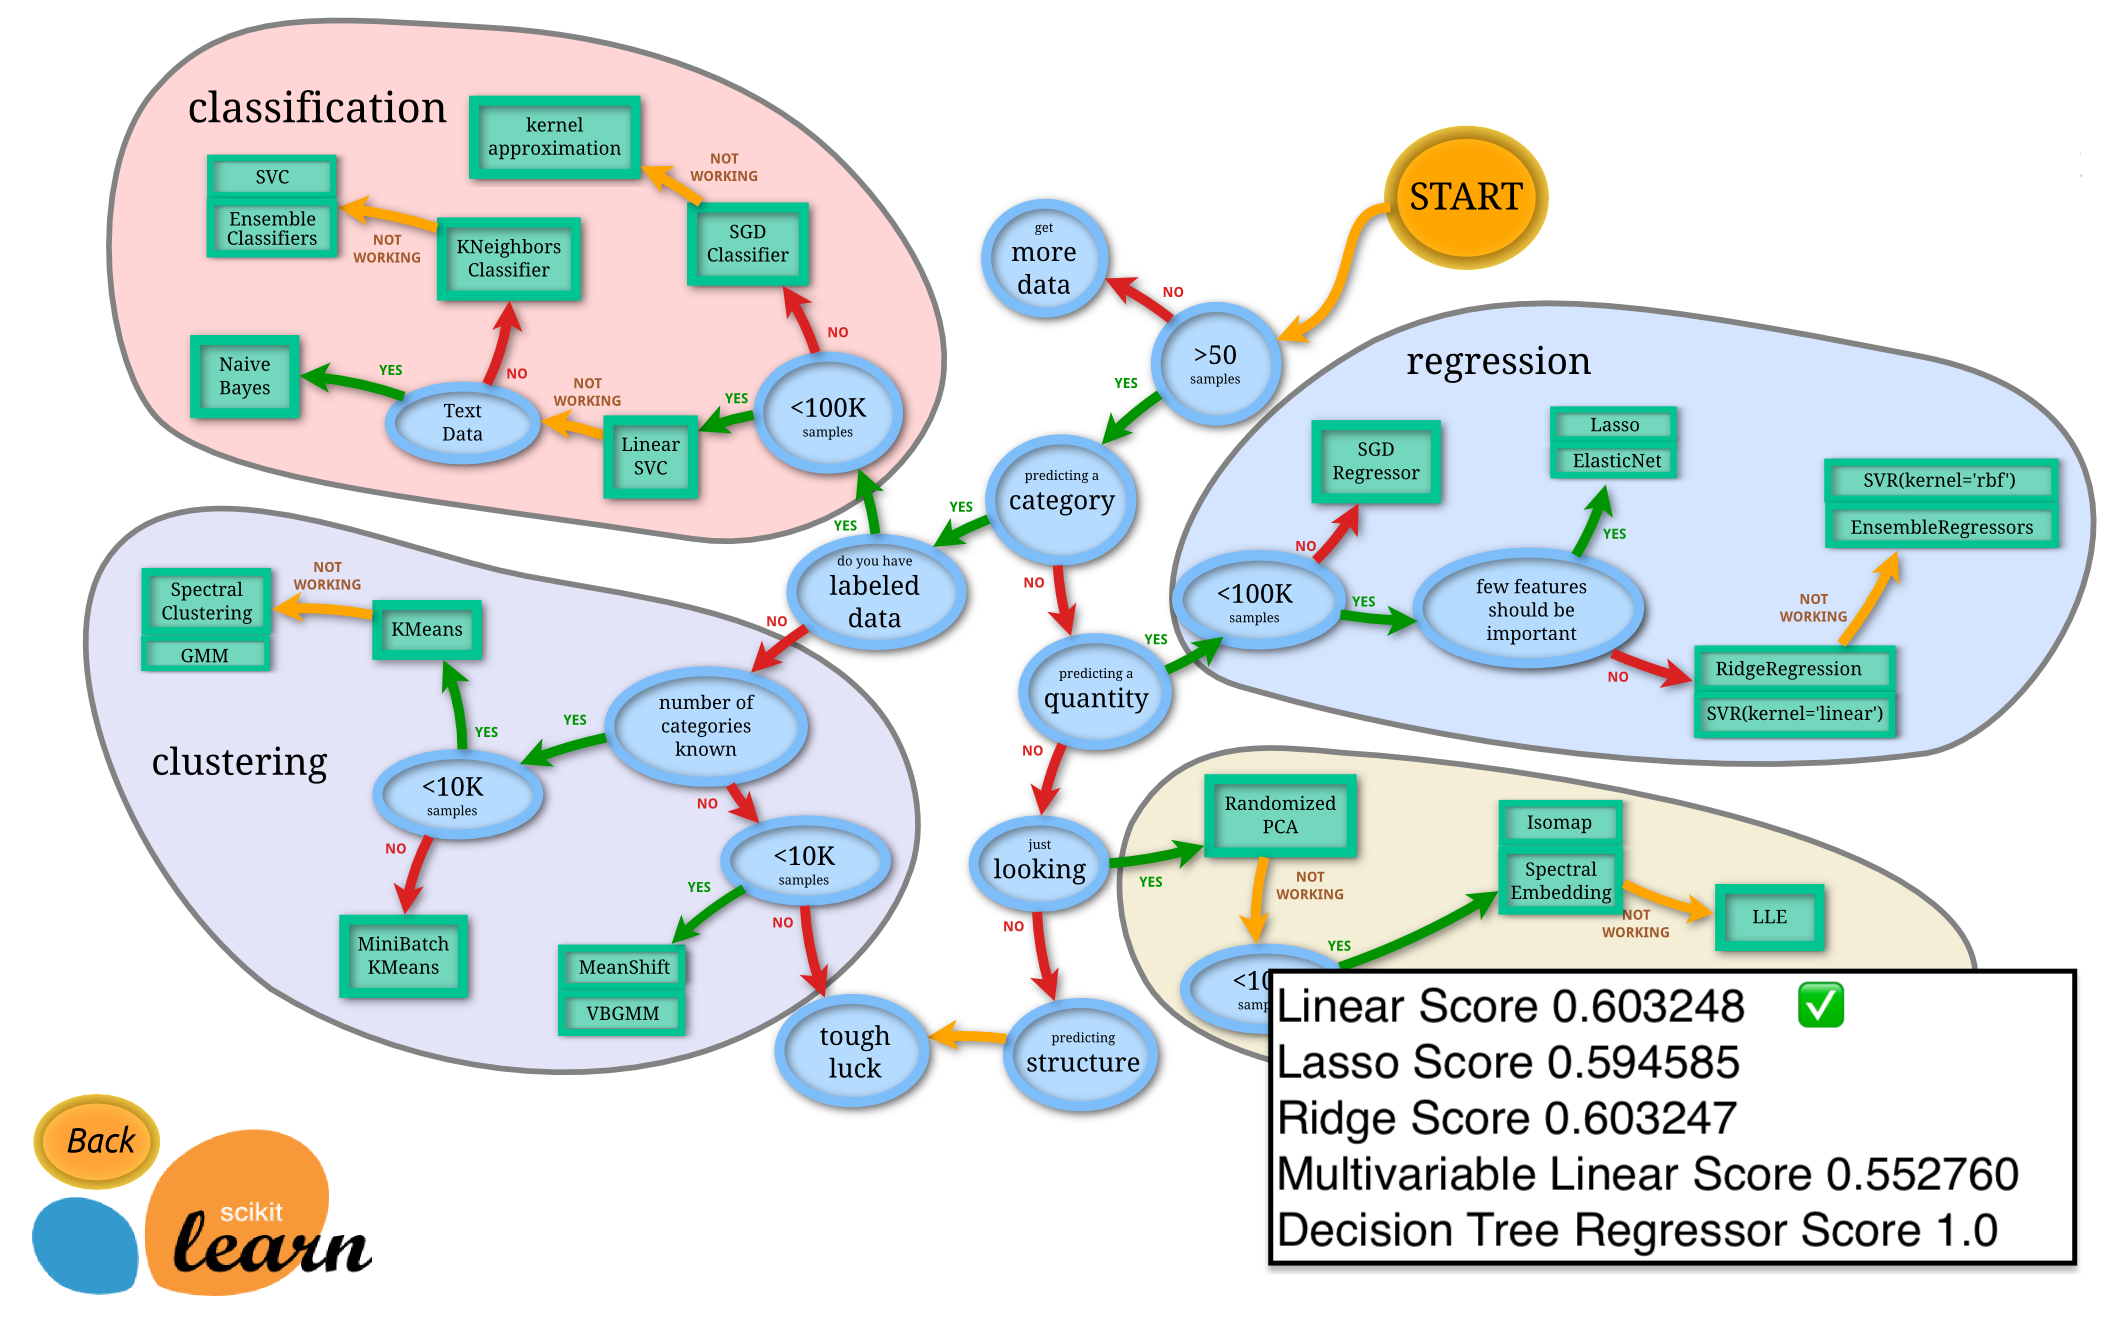 classification
kernel
approximation
NOT
WORKING
SVC
Ensemble
Classifiers
NOT
WORKING
KNeighbors
Classifier
SGD
Classifier
NO
Naive
Bayes
YES
NO
Text
Data
NOT
WORKING
Linear
SVC
YES
<100K
samples
START
get
more
data
NO
>50
samples
YES
predicting a
category
YES
YES
do you have
labeled
data
NO
NO
predicting a
quantity
YES
NO
just
looking
YES
NO
predicting
structure
tough
luck
regression
SGD
Regressor
NO
<100K
samples
YES
Lasso
ElasticNet
YES
few features
should be
important
NO
SVR(kernel='rbf')
EnsembleRegressors
NOT
WORKING
RidgeRegression
SVR(kernel='linear')
clustering
Spectral
Clustering
GMM
NOT
WORKING
KMeans
YES
<10K
samples
YES
number of
categories
known
NO
NO
MiniBatch
KMeans
<10K
samples
YES
NO
MeanShift
VBGMM
Randomized
PCA
NOT
WORKING
Isomap
Spectral
Embedding
NOT
WORKING
LLE
YES
Linear Score 0.603248 ✅
Lasso Score 0.594585
Ridge Score 0.603247
Multivariable Linear Score 0.552760
Decision Tree Regressor Score 1.0
Back
scikit
learn